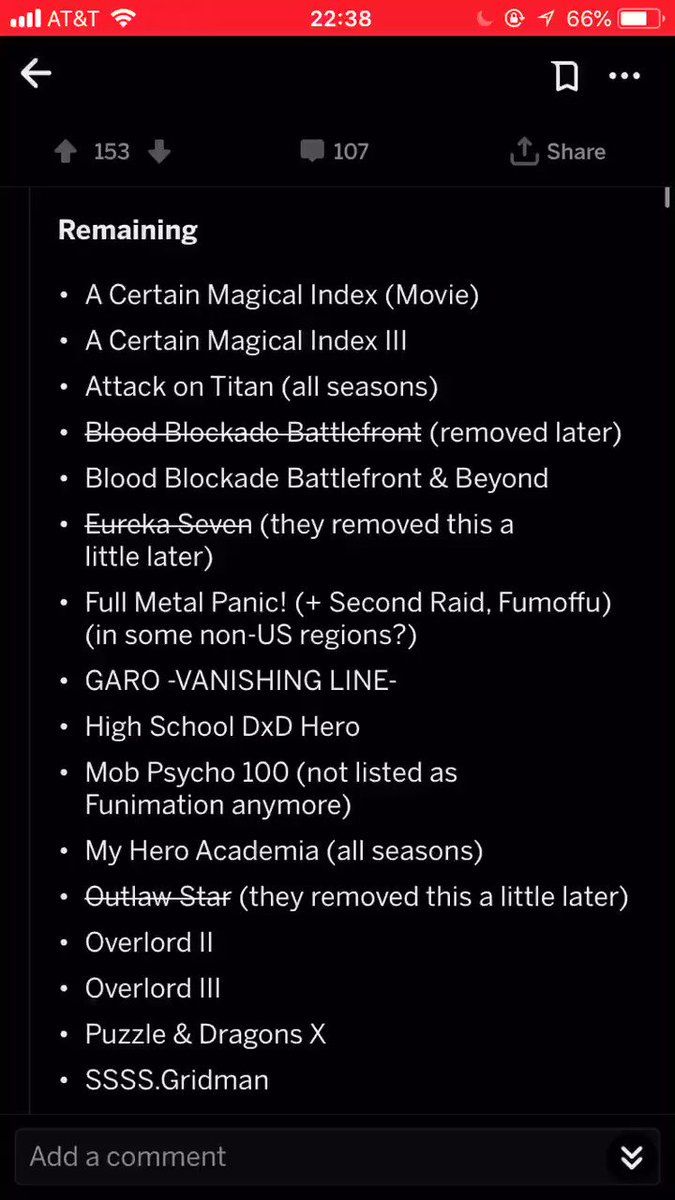 AT&T 22:38 66%
153 107 Share
Remaining
• A Certain Magical Index (Movie)
• A Certain Magical Index III
• Attack on Titan (all seasons)
• Blood Blockade Battlefront (removed later)
• Blood Blockade Battlefront & Beyond
• Eureka Seven (they removed this a
little later)
• Full Metal Panic! (+ Second Raid, Fumoffu)
(in some non-US regions?)
• GARO -VANISHING LINE-
• High School DxD Hero
• Mob Psycho 100 (not listed as
Funimation anymore)
• My Hero Academia (all seasons)
• Outlaw Star (they removed this a little later)
• Overlord II
• Overlord III
• Puzzle & Dragons X
• SSSS.Gridman
Add a comment